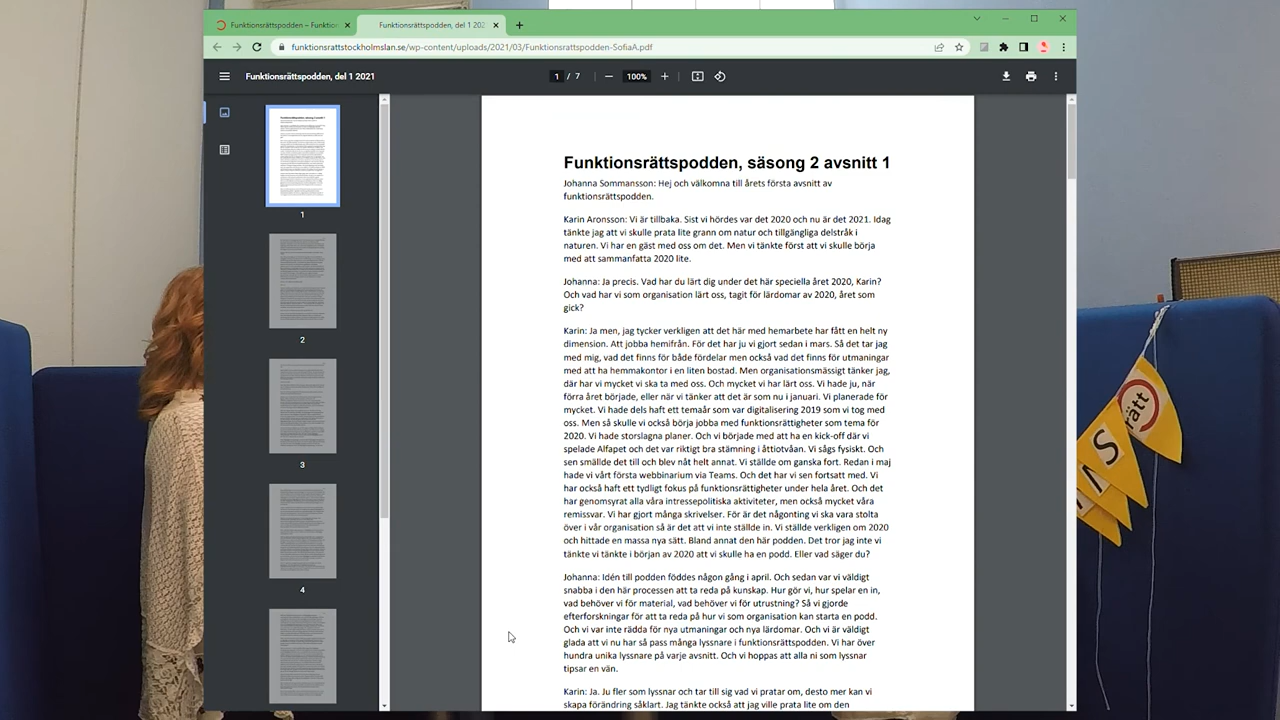 Funktionsrättspodden – Funktion
Funktionsrättspodden, del 1 202
funktionsrattstockholmslan.se/wp-content/uploads/2021/03/Funktionsrattspodden-SofiaA.pdf
Funktionsrättspodden, del 1 2021
1 / 7
100%
Funktionsrättspodden, säsong 2 avsnitt 1
Johanna Sommansson: Hej och välkomna till årets första avsnitt av
funktionsrättspodden.
Karin Aronsson: Vi är tillbaka. Sist vi hördes var det 2020 och nu är det 2021. Idag
tänkte jag att vi skulle prata lite grann om natur och tillgängliga delstråk i
naturen. Vi har en gäst med oss om det. Men vi tänkte först att vi skulle börja
med att sammanfatta 2020 lite.
Johanna: Ja precis. Vad har du lärt dig under det här speciella året 2020, Karin?
Och vad har vi som organisation lärt oss, tagit för lärdomar av 2020, året som
gick?
Karin: Ja men, jag tycker verkligen att det här med hemarbete har fått en helt ny
dimension. Att jobba hemifrån. För det har ju vi gjort sedan i mars. Så det tar jag
med mig, vad det finns för både fördelar men också vad det finns för utmaningar
med att ha hemmakontor i en liten bostad. Men organisationsmässigt tänker jag,
där har vi mycket vi ska ta med oss. Och mycket vi har lärt oss. Vi hade ju, när
förra året började, eller när vi tänker att det är som nu i januari. Vi planerade för
mycket. Vi hade dels haft ett temaår som var digitalisering 2019 som vi tog med
oss. Men så skulle vi också börja jobba med funktionsrättigheter som tema för
2020. Vi hade storslagna planer. Och vi började med att ha en kick-off där vi
spelade Alfapet och det var riktigt bra stämning i åttiotvåan. Vi sågs fysiskt. Och
sen smällde det till och blev nåt helt annat. Vi ställde om ganska fort. Redan i maj
hade vi vårt första webbinarium via Teams. Och det har vi sen fortsatt med. Vi
har också haft ett tydligt fokus på funktionsrättigheter under hela året. Och det
har genomsyrat alla våra intressepolitiska aktiviteter, men också mycket våra
remissvar. Vi har gjort många skrivelser. För är det någonting vi ska vara stolta
över i vår organisation så är det att vi inte ställde in. Vi ställde verkligen om 2020
och hittade en massa nya sätt. Bland annat den här podden. Det tror jag inte vi
tänkte vi tänkte i början av 2020 att vi skulle ha en podd. Eller vad säger du?
Johanna: Idén till podden föddes någon gång i april. Och sedan var vi väldigt
snabba i den här processen att ta reda på kunskap. Hur gör vi, hur spelar en in,
vad behöver vi för material, vad behöver vi för utrustning? Så vi gjorde
efterforskningar för att ta reda på hur vi som organisation kan starta en podd.
Och vi var inte rädda för nya utmaningar och nya lärdomar. Och vi är väldigt
glada att vi nu har så pass många lyssnare i funktionsrättspodden. Vi har över
hundra unika lyssnare på varje avsnitt. Och vi hoppas att alla ni som lyssnar
tipsar en vän.
Karin: Ja. Ju fler som lyssnar och tar till sig vad vi pratar om, desto mer kan vi
skapa förändring såklart. Jag tänkte också att jag ville prata lite om den
1
2
3
4
M S
rätt